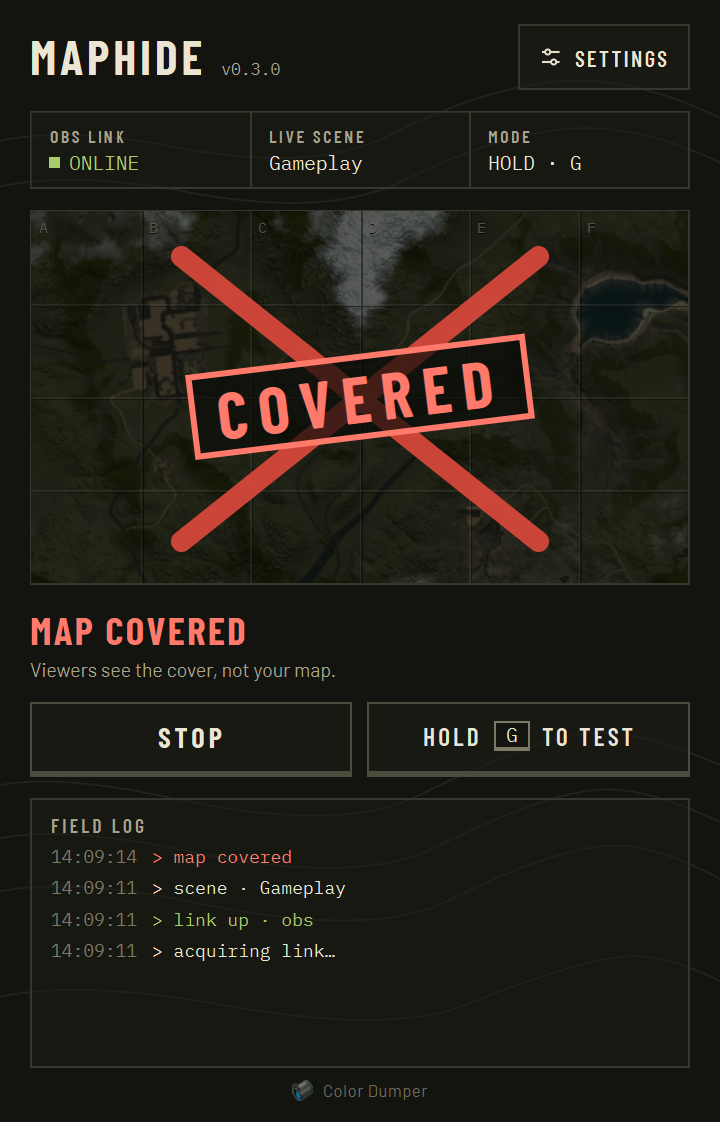 MAPHIDE v0.3.0
SETTINGS
OBS LINK
ONLINE
LIVE SCENE
Gameplay
MODE
HOLD · G
A B C D E F
COVERED
MAP COVERED
Viewers see the cover, not your map.
STOP
HOLD G TO TEST
FIELD LOG
14:09:14 > map covered
14:09:11 > scene · Gameplay
14:09:11 > link up · obs
14:09:11 > acquiring link…
Color Dumper